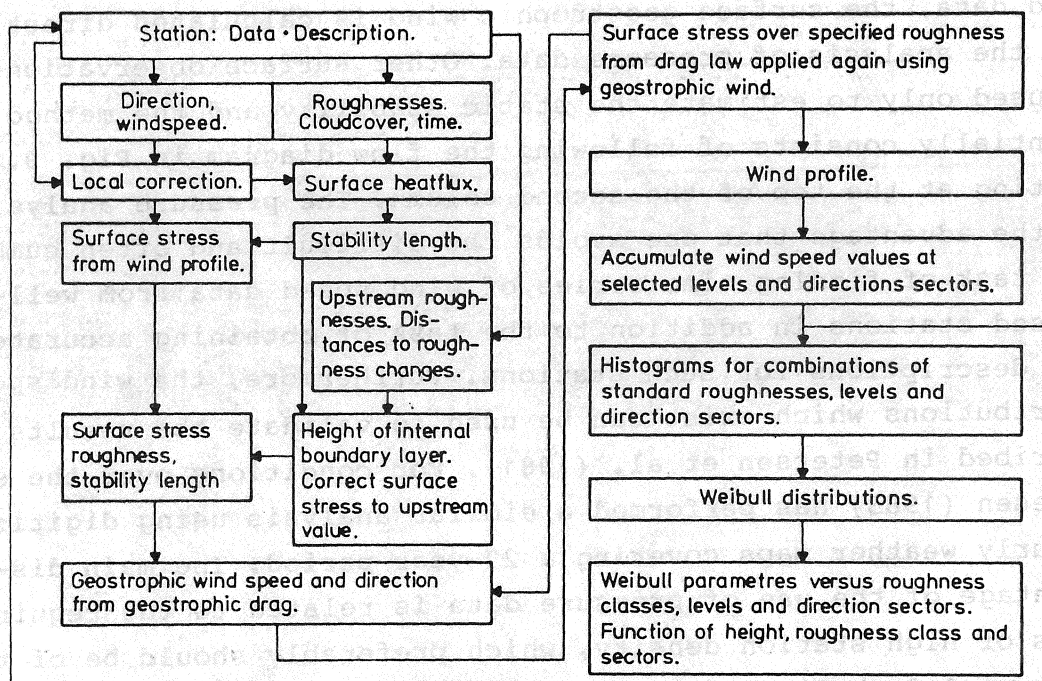 Station: Data · Description.
Direction,
windspeed.
Roughnesses.
Cloudcover, time.
Local correction.
Surface heatflux.
Surface stress
from wind profile.
Stability length.
Upstream rough-
nesses. Dis-
tances to rough-
ness changes.
Surface stress
roughness,
stability length
Height of internal
boundary layer.
Correct surface
stress to upstream
value.
Geostrophic wind speed and direction
from geostrophic drag.
Surface stress over specified roughness
from drag law applied again using
geostrophic wind.
Wind profile.
Accumulate wind speed values at
selected levels and directions sectors.
Histograms for combinations of
standard roughnesses, levels and
direction sectors.
Weibull distributions.
Weibull parametres versus roughness
classes, levels and direction sectors.
Function of height, roughness class and
sectors.